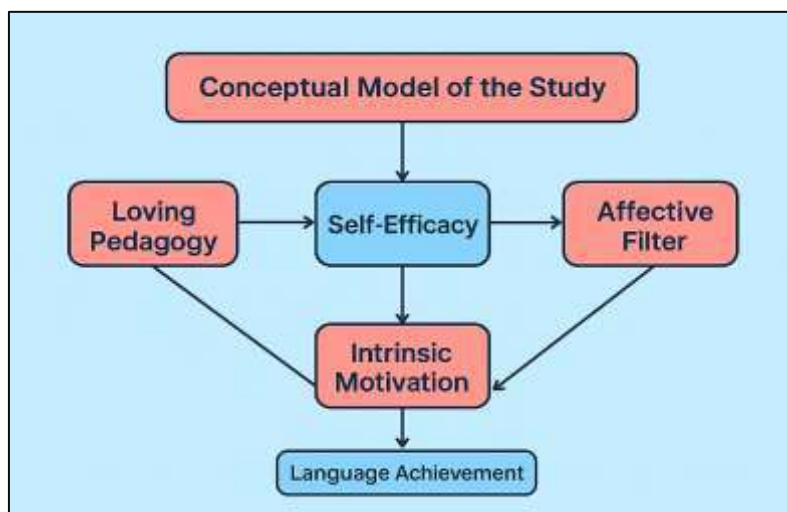 Conceptual Model of the Study
Loving
Pedagogy
Self-Efficacy
Affective
Filter
Intrinsic
Motivation
Language Achievement